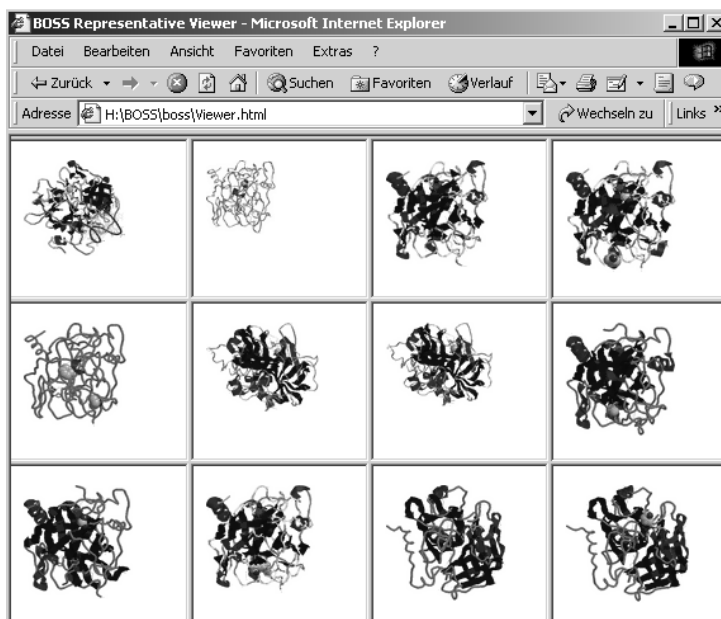 BOSS Representative Viewer - Microsoft Internet Explorer
Datei Bearbeiten Ansicht Favoriten Extras ?
Zurück Suchen Favoriten Verlauf
Adresse H:\BOSS\boss\Viewer.html Wechseln zu Links »